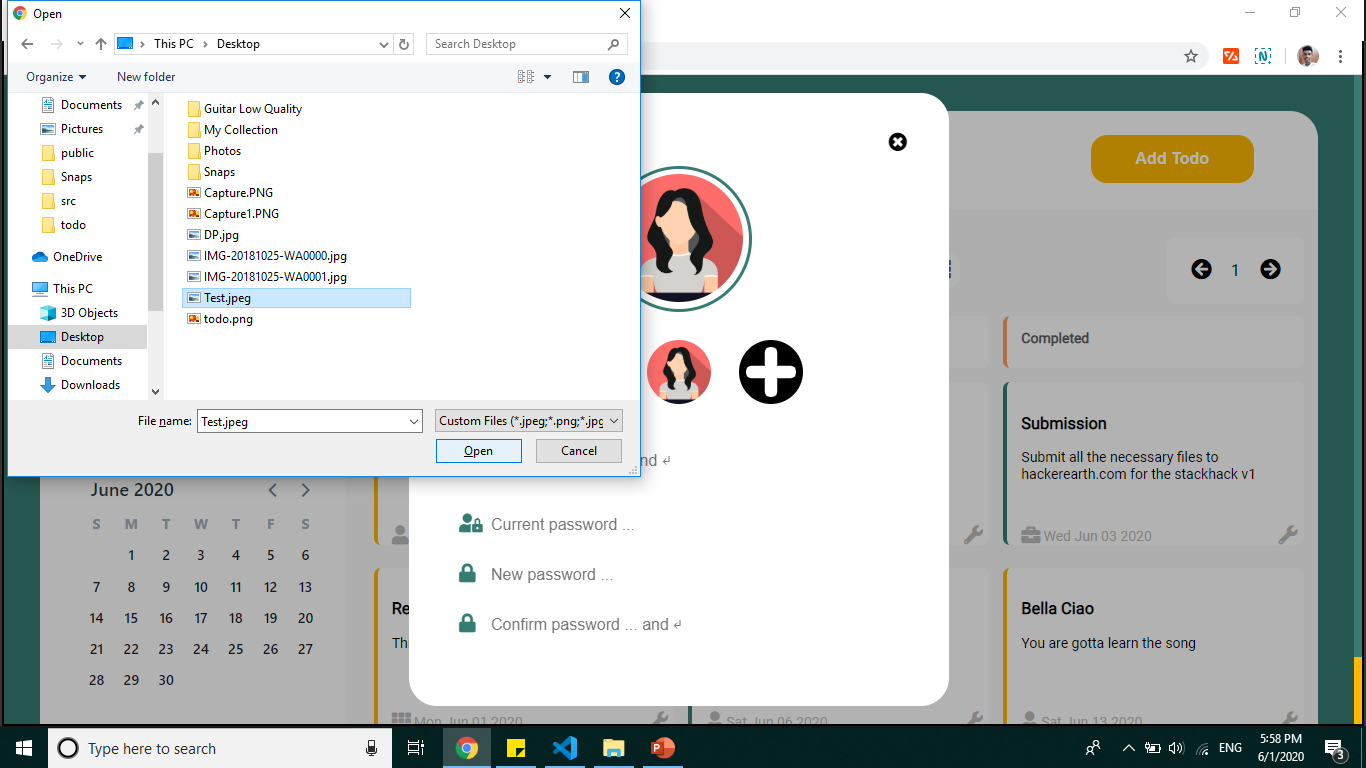 Open
This PC > Desktop
Search Desktop
Organize
New folder
Documents
Pictures
public
Snaps
src
todo
OneDrive
This PC
3D Objects
Desktop
Documents
Downloads
Guitar Low Quality
My Collection
Photos
Snaps
Capture.PNG
Capture1.PNG
DP.jpg
IMG-20181025-WA0000.jpg
IMG-20181025-WA0001.jpg
Test.jpeg
todo.png
File name:
Test.jpeg
Custom Files (*.jpeg;*.png;*.jpg
Open
Cancel
Add Todo
1
Completed
Submission
Submit all the necessary files to
hackerearth.com for the stackhack v1
Wed Jun 03 2020
nd ↵
Current password ...
New password ...
Confirm password ... and ↵
June 2020
S M T W T F S
1 2 3 4 5 6
7 8 9 10 11 12 13
14 15 16 17 18 19 20
21 22 23 24 25 26 27
28 29 30
Re
Mon Jun 01 2020
Sat Jun 06 2020
Bella Ciao
You are gotta learn the song
Sat Jun 13 2020
Type here to search
ENG
5:58 PM
6/1/2020
3